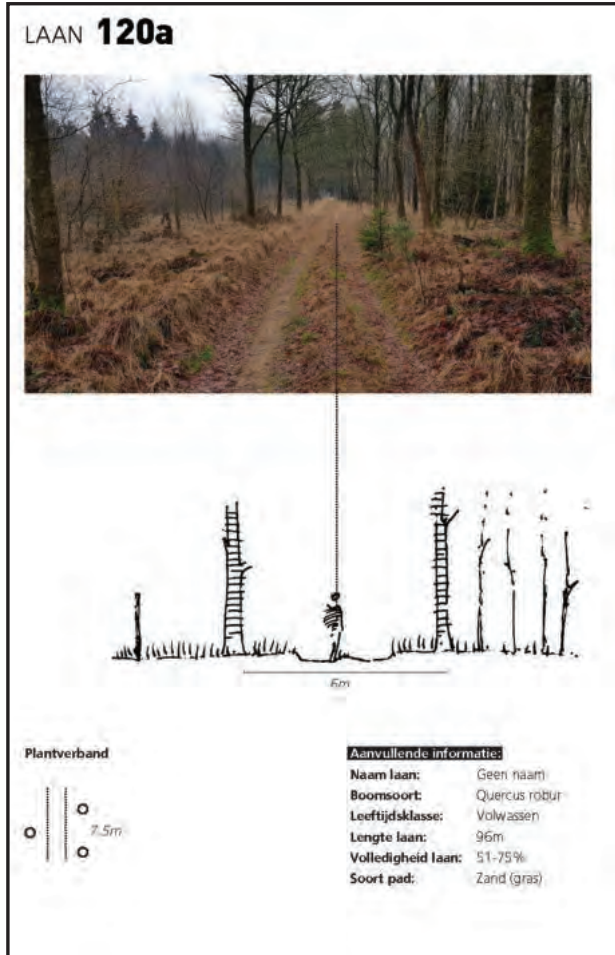 LAAN 120a
6m
Plantverband
7.5m
Aanvullende informatie:
Naam laan: Geen naam
Boomsoort: Quercus robur
Leeftijdsklasse: Volwassen
Lengte laan: 96m
Volledigheid laan: 51-75%
Soort pad: Zand (gras)